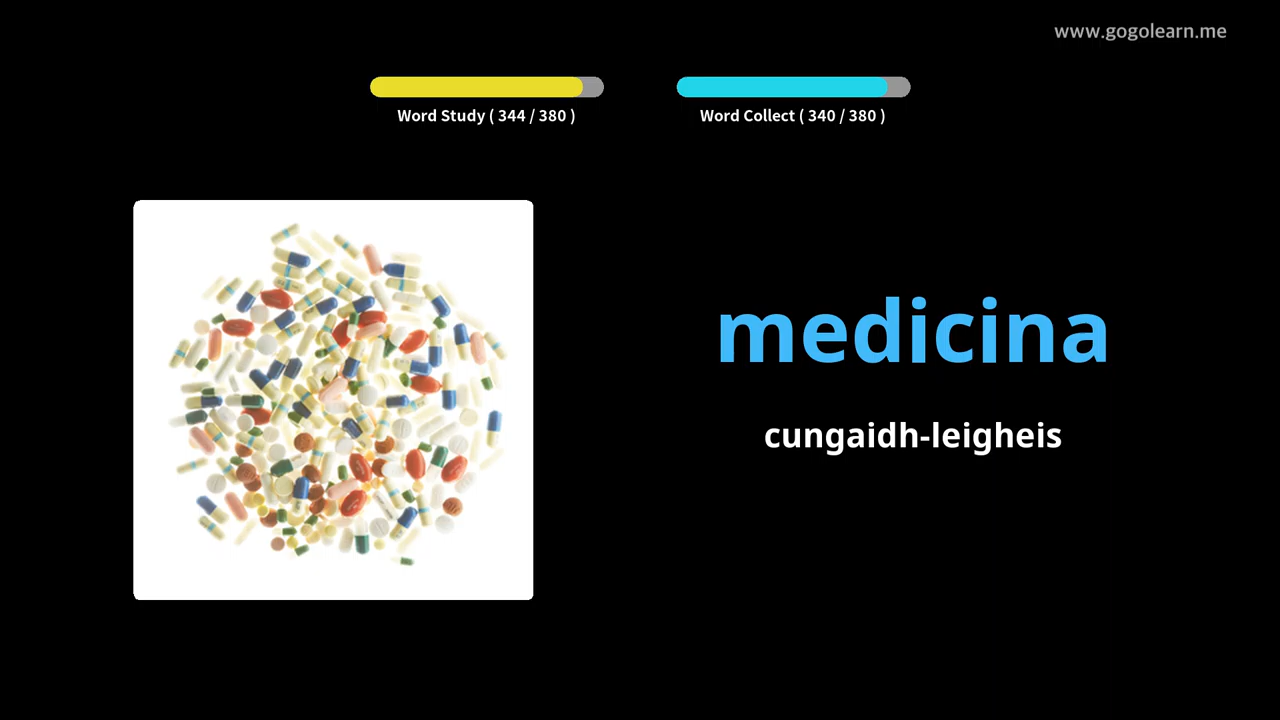 www.gogolearn.me
Word Study ( 344 / 380 )
Word Collect ( 340 / 380 )
medicina
cungaidh-leigheis